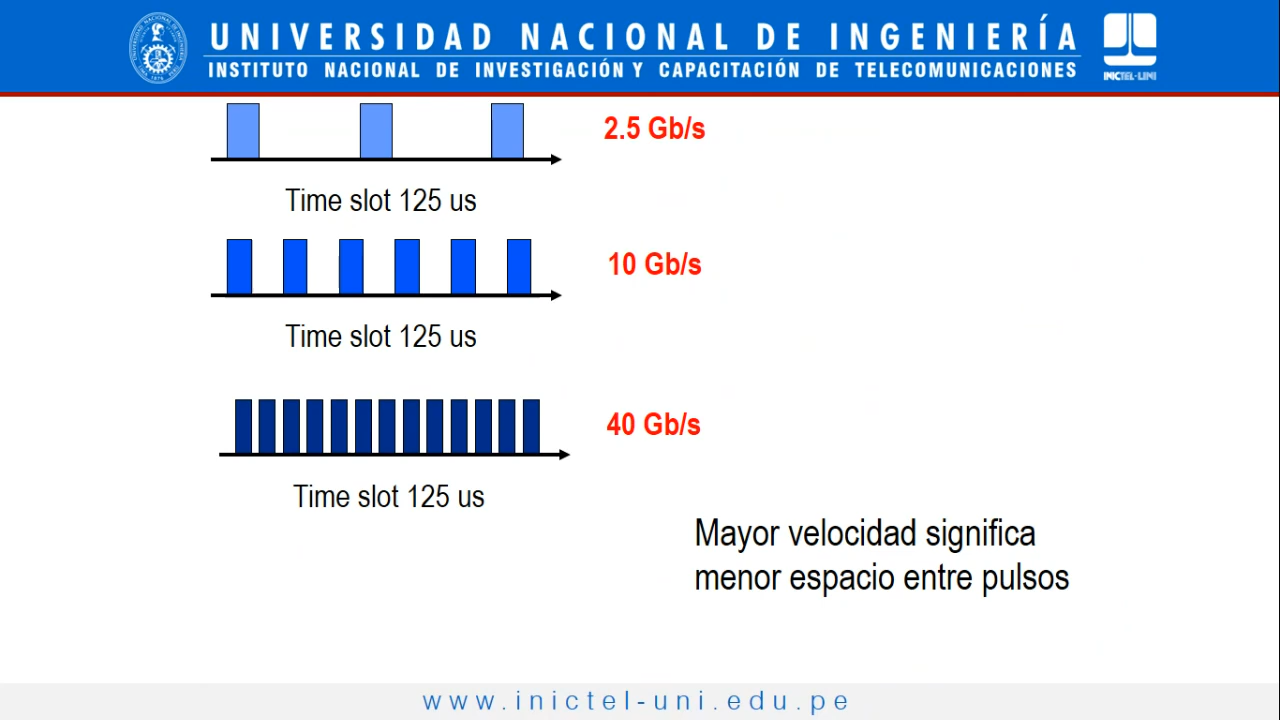 UNIVERSIDAD NACIONAL DE INGENIERÍA
INSTITUTO NACIONAL DE INVESTIGACIÓN Y CAPACITACIÓN DE TELECOMUNICACIONES
INICTEL-UNI
2.5 Gb/s
Time slot 125 us
10 Gb/s
Time slot 125 us
40 Gb/s
Time slot 125 us
Mayor velocidad significa
menor espacio entre pulsos
www.inictel-uni.edu.pe